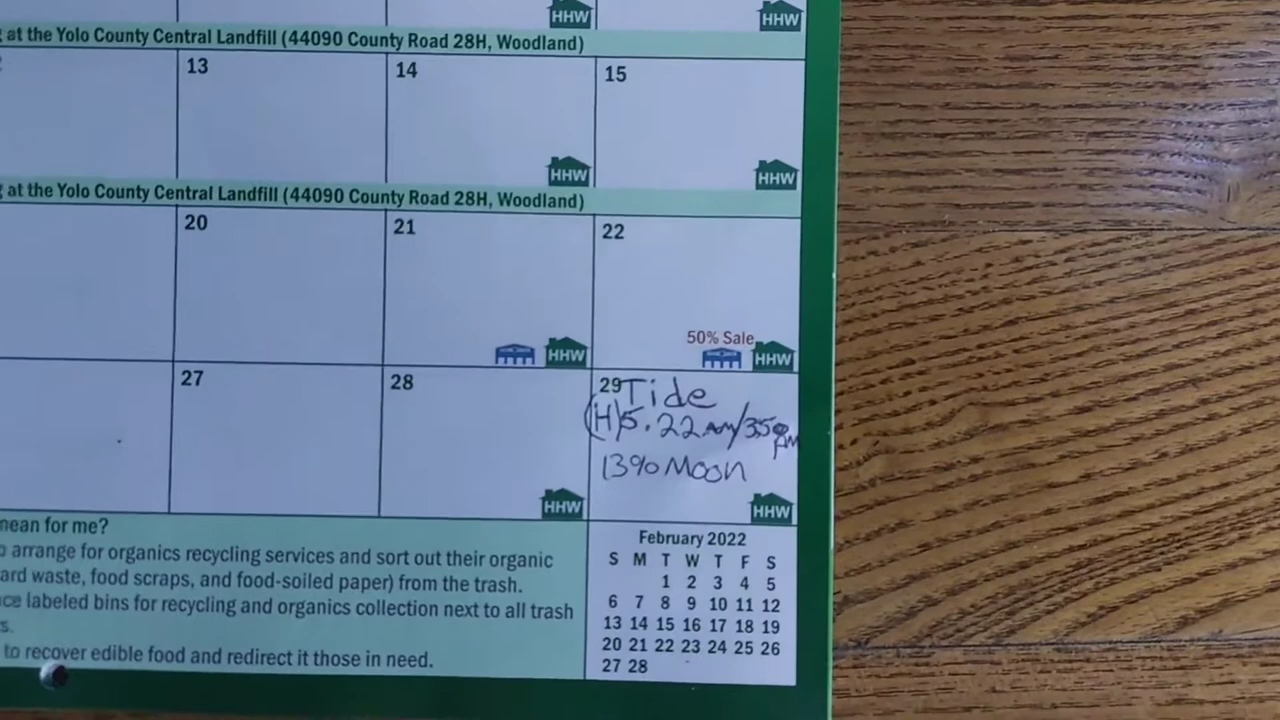 HHW HHW
at the Yolo County Central Landfill (44090 County Road 28H, Woodland)
13 14 15
HHW HHW
at the Yolo County Central Landfill (44090 County Road 28H, Woodland)
20 21 22
50% Sale
HHW HHW
27 28 29 Tide
(H) 5.22 AM/
PM
13% Moon
HHW HHW
mean for me?
arrange for organics recycling services and sort out their organic
ard waste, food scraps, and food-soiled paper) from the trash.
ce labeled bins for recycling and organics collection next to all trash
s.
to recover edible food and redirect it those in need.
February 2022
S M T W T F S
1 2 3 4 5
6 7 8 9 10 11 12
13 14 15 16 17 18 19
20 21 22 23 24 25 26
27 28